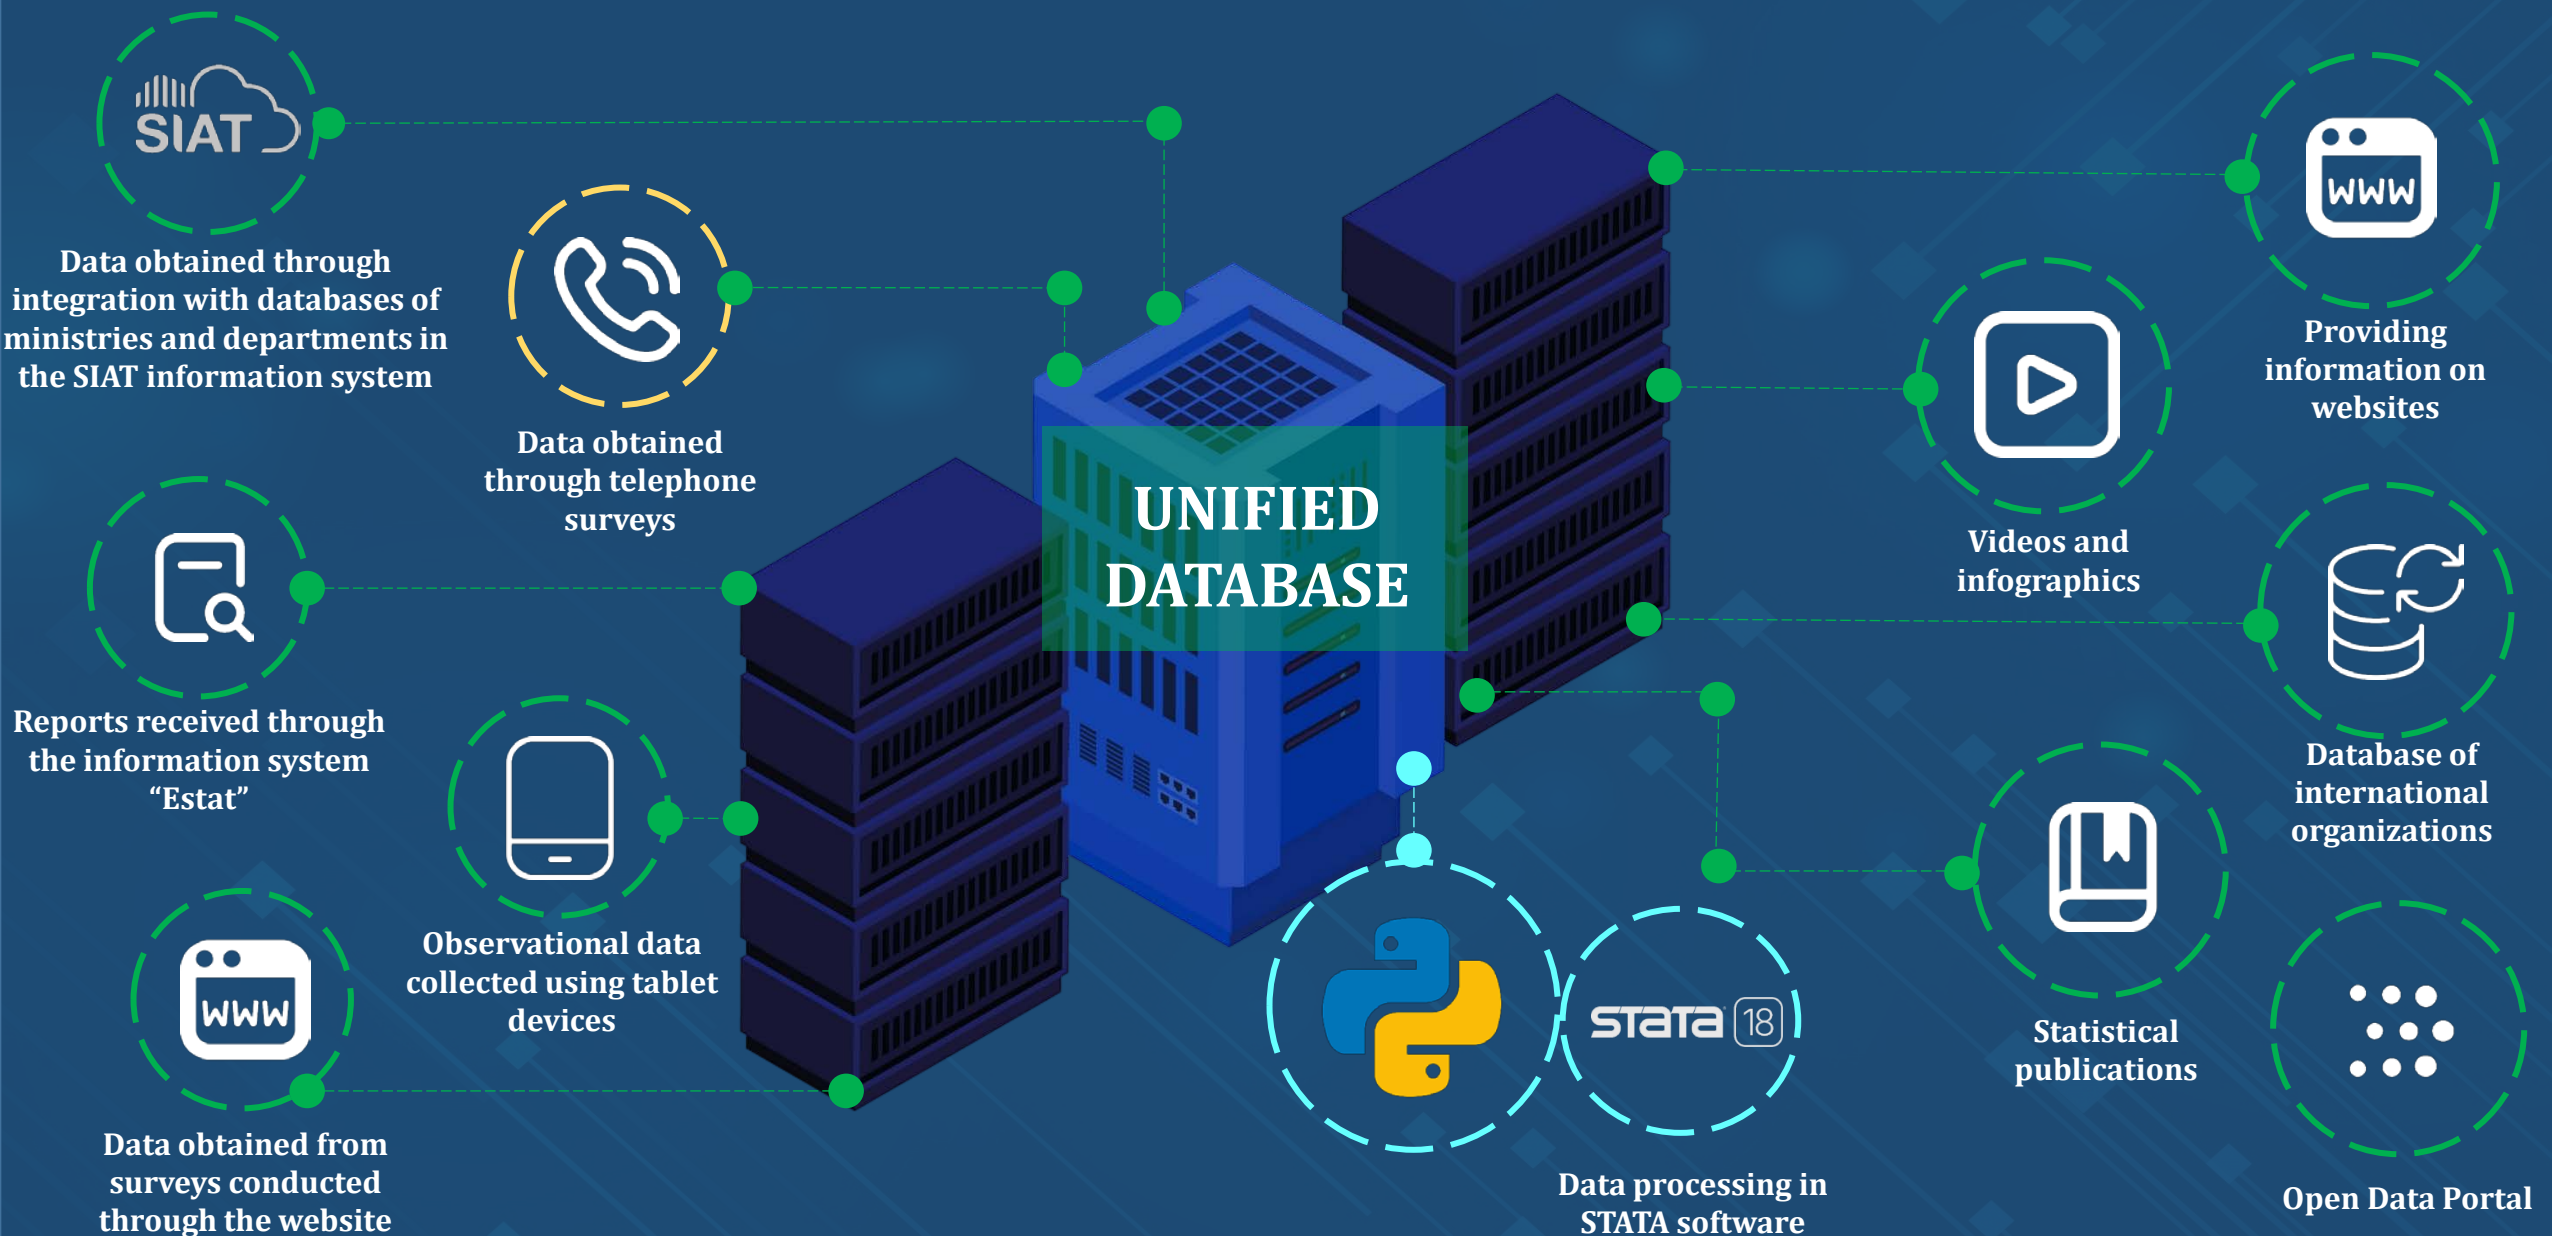 SIAT
Data obtained through
integration with databases of
ministries and departments in
the SIAT information system
Data obtained
through telephone
surveys
Reports received through
the information system
“Estat”
Observational data
collected using tablet
devices
WWW
Data obtained from
surveys conducted
through the website
UNIFIED
DATABASE
STATA 18
Data processing in
STATA software
WWW
Providing
information on
websites
Videos and
infographics
Database of
international
organizations
Statistical
publications
Open Data Portal